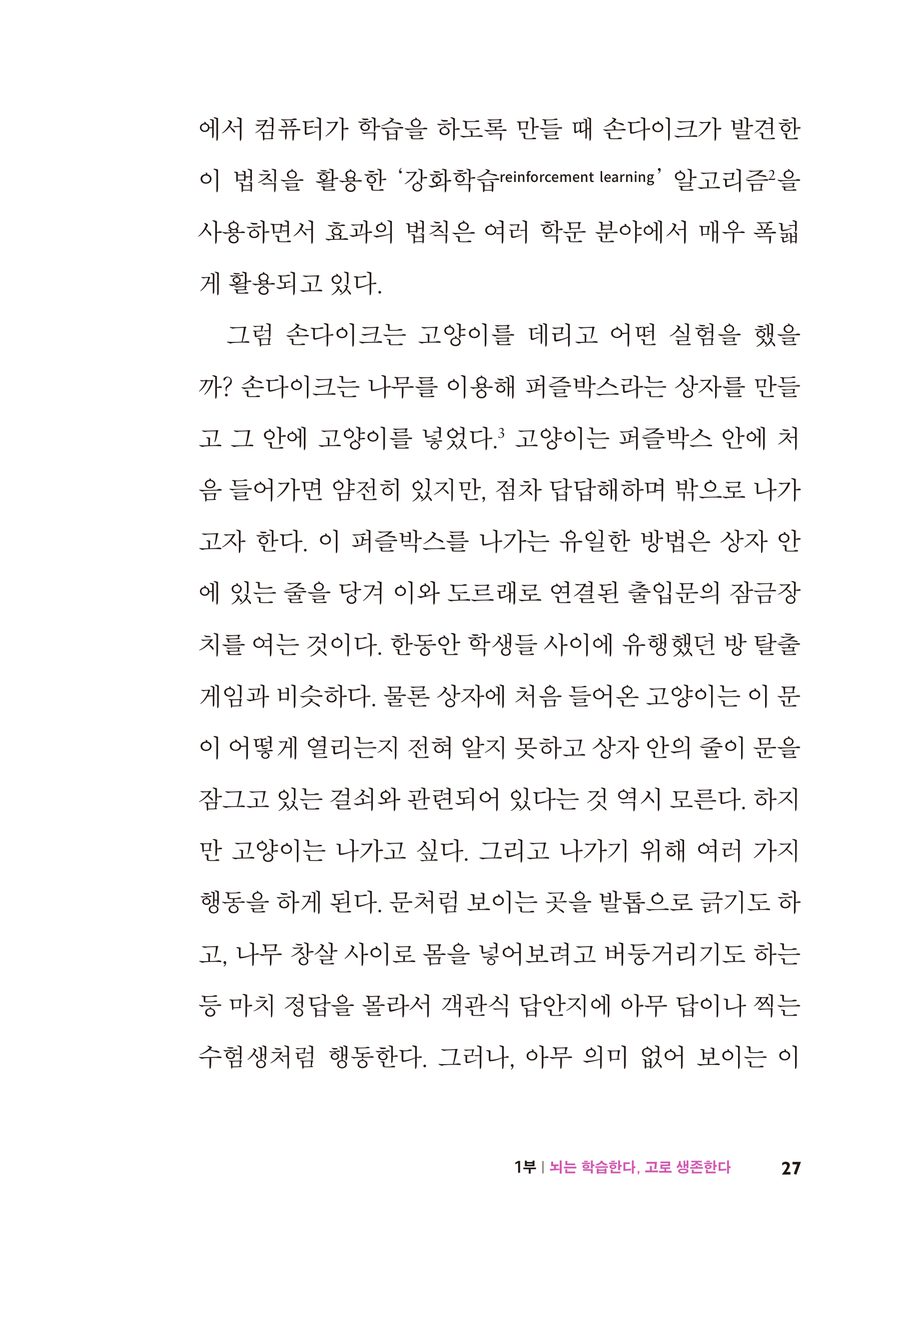 에서 컴퓨터가 학습을 하도록 만들 때 손다이크가 발견한
이 법칙을 활용한 ‘강화학습reinforcement learning’ 알고리즘2을
사용하면서 효과의 법칙은 여러 학문 분야에서 매우 폭넓
게 활용되고 있다.
그럼 손다이크는 고양이를 데리고 어떤 실험을 했을
까? 손다이크는 나무를 이용해 퍼즐박스라는 상자를 만들
고 그 안에 고양이를 넣었다.3 고양이는 퍼즐박스 안에 처
음 들어가면 얌전히 있지만, 점차 답답해하며 밖으로 나가
고자 한다. 이 퍼즐박스를 나가는 유일한 방법은 상자 안
에 있는 줄을 당겨 이와 도르래로 연결된 출입문의 잠금장
치를 여는 것이다. 한동안 학생들 사이에 유행했던 방 탈출
게임과 비슷하다. 물론 상자에 처음 들어온 고양이는 이 문
이 어떻게 열리는지 전혀 알지 못하고 상자 안의 줄이 문을
잠그고 있는 걸쇠와 관련되어 있다는 것 역시 모른다. 하지
만 고양이는 나가고 싶다. 그리고 나가기 위해 여러 가지
행동을 하게 된다. 문처럼 보이는 곳을 발톱으로 긁기도 하
고, 나무 창살 사이로 몸을 넣어보려고 버둥거리기도 하는
등 마치 정답을 몰라서 객관식 답안지에 아무 답이나 찍는
수험생처럼 행동한다. 그러나, 아무 의미 없어 보이는 이
1부 | 뇌는 학습한다, 고로 생존한다 27